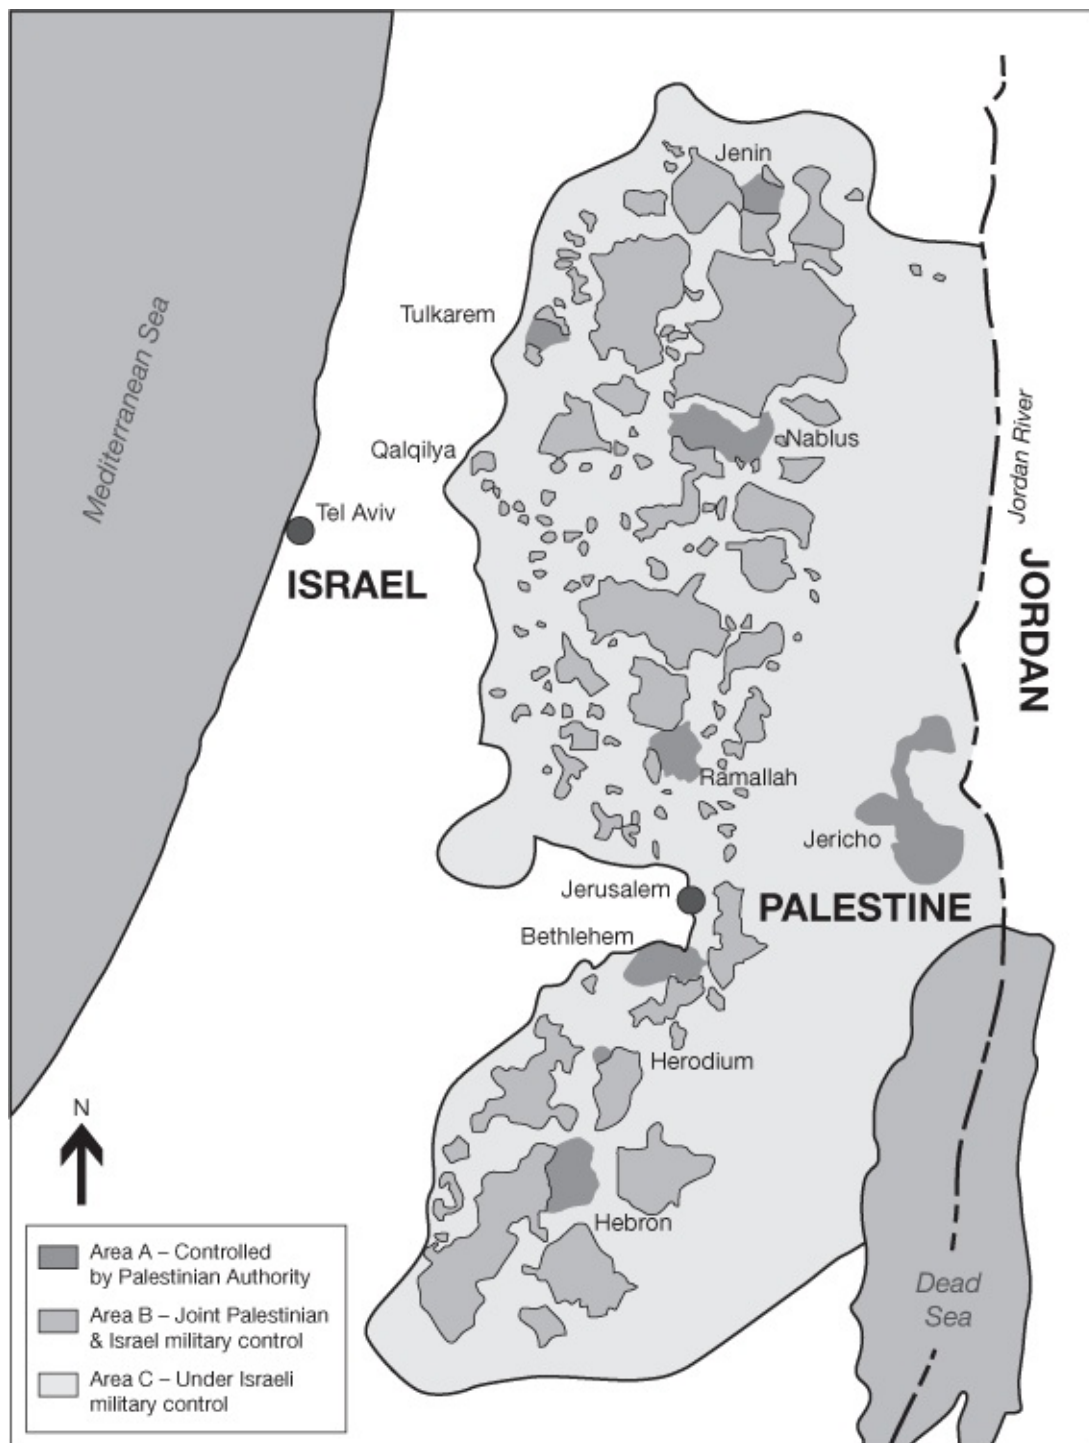 Jenin
Tulkarem
Mediterranean Sea
Jordan River
Nablus
Qalqilya
Tel Aviv
ISRAEL
JORDAN
Ramallah
Jericho
Jerusalem
PALESTINE
Bethlehem
Herodium
N
Hebron
Area A – Controlled
by Palestinian Authority
Area B – Joint Palestinian
& Israel military control
Area C – Under Israeli
military control
Dead
Sea